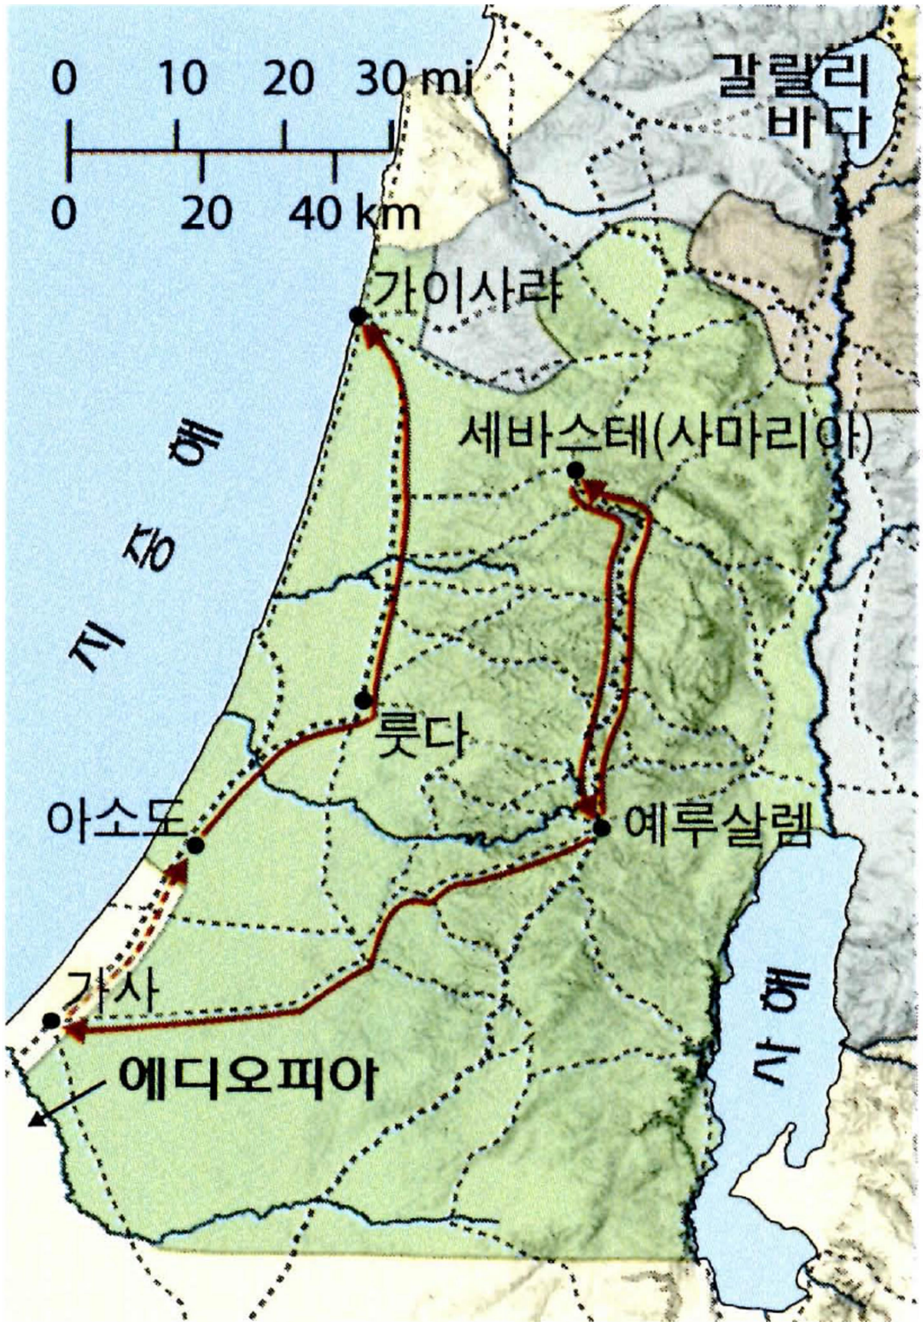 0 10 20 30 mi
0 20 40 km
갈릴리
바다
가이사랴
세바스테(사마리아)
지중해
룻다
아소도
예루살렘
가사
사해
에디오피아